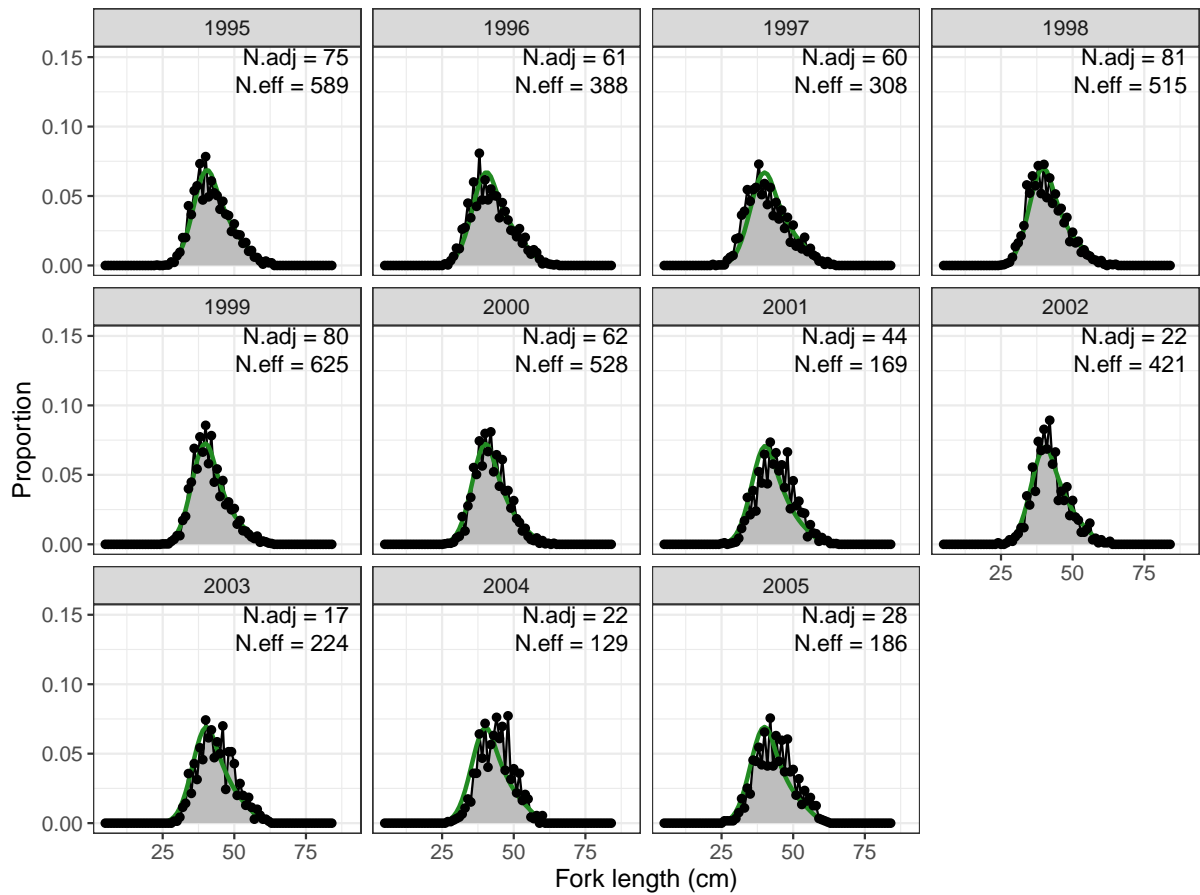 1995
1996
1997
1998
N.adj = 75
N.eff = 589
N.adj = 61
N.eff = 388
N.adj = 60
N.eff = 308
N.adj = 81
N.eff = 515
0.15
0.10
0.05
0.00
1999
2000
2001
2002
N.adj = 80
N.eff = 625
N.adj = 62
N.eff = 528
N.adj = 44
N.eff = 169
N.adj = 22
N.eff = 421
0.15
0.10
0.05
0.00
Proportion
25 50 75
2003
2004
2005
N.adj = 17
N.eff = 224
N.adj = 22
N.eff = 129
N.adj = 28
N.eff = 186
0.15
0.10
0.05
0.00
25 50 75
25 50 75
25 50 75
Fork length (cm)